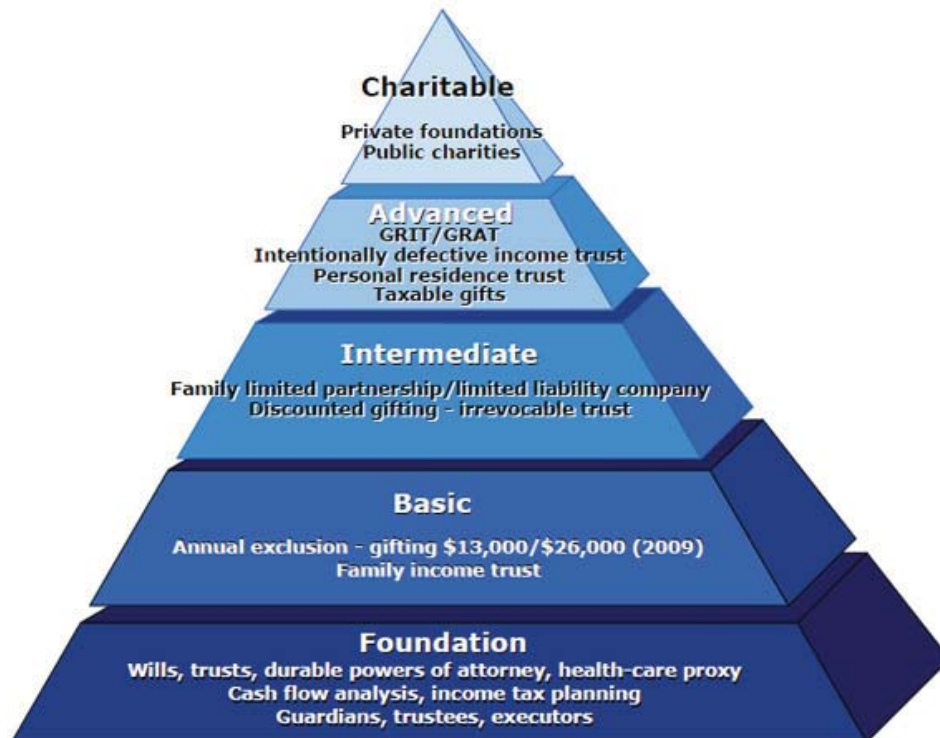 Charitable
Private foundations
Public charities
Advanced
GRIT/GRAT
Intentionally defective income trust
Personal residence trust
Taxable gifts
Intermediate
Family limited partnership/limited liability company
Discounted gifting - irrevocable trust
Basic
Annual exclusion - gifting $13,000/$26,000 (2009)
Family income trust
Foundation
Wills, trusts, durable powers of attorney, health-care proxy
Cash flow analysis, income tax planning
Guardians, trustees, executors